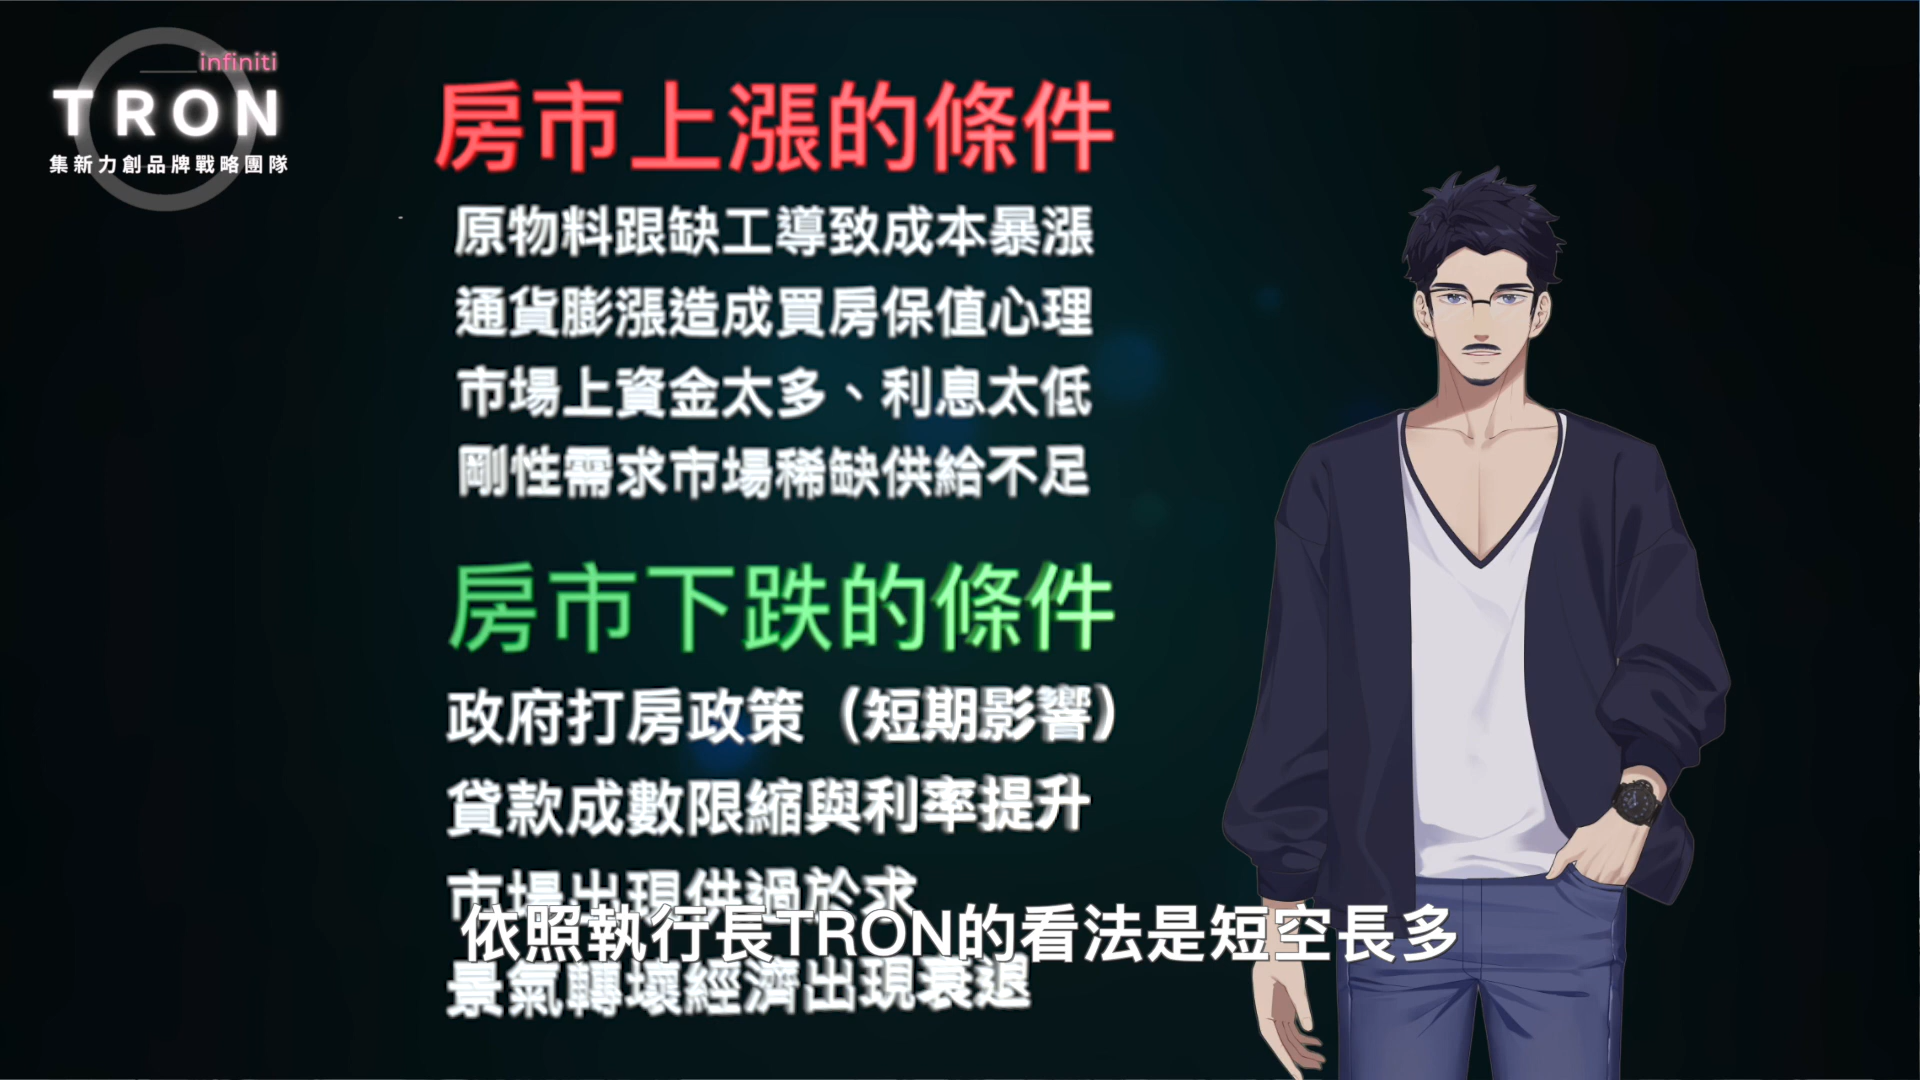 infiniti
TRON
集新力創品牌戰略團隊
房市上漲的條件
原物料跟缺工導致成本暴漲
通貨膨漲造成買房保值心理
市場上資金太多、利息太低
剛性需求市場稀缺供給不足
房市下跌的條件
政府打房政策（短期影響）
貸款成數限縮與利率提升
市場出現供過於求
依照執行長TRON的看法是短空長多
景氣轉壞經濟出現衰退